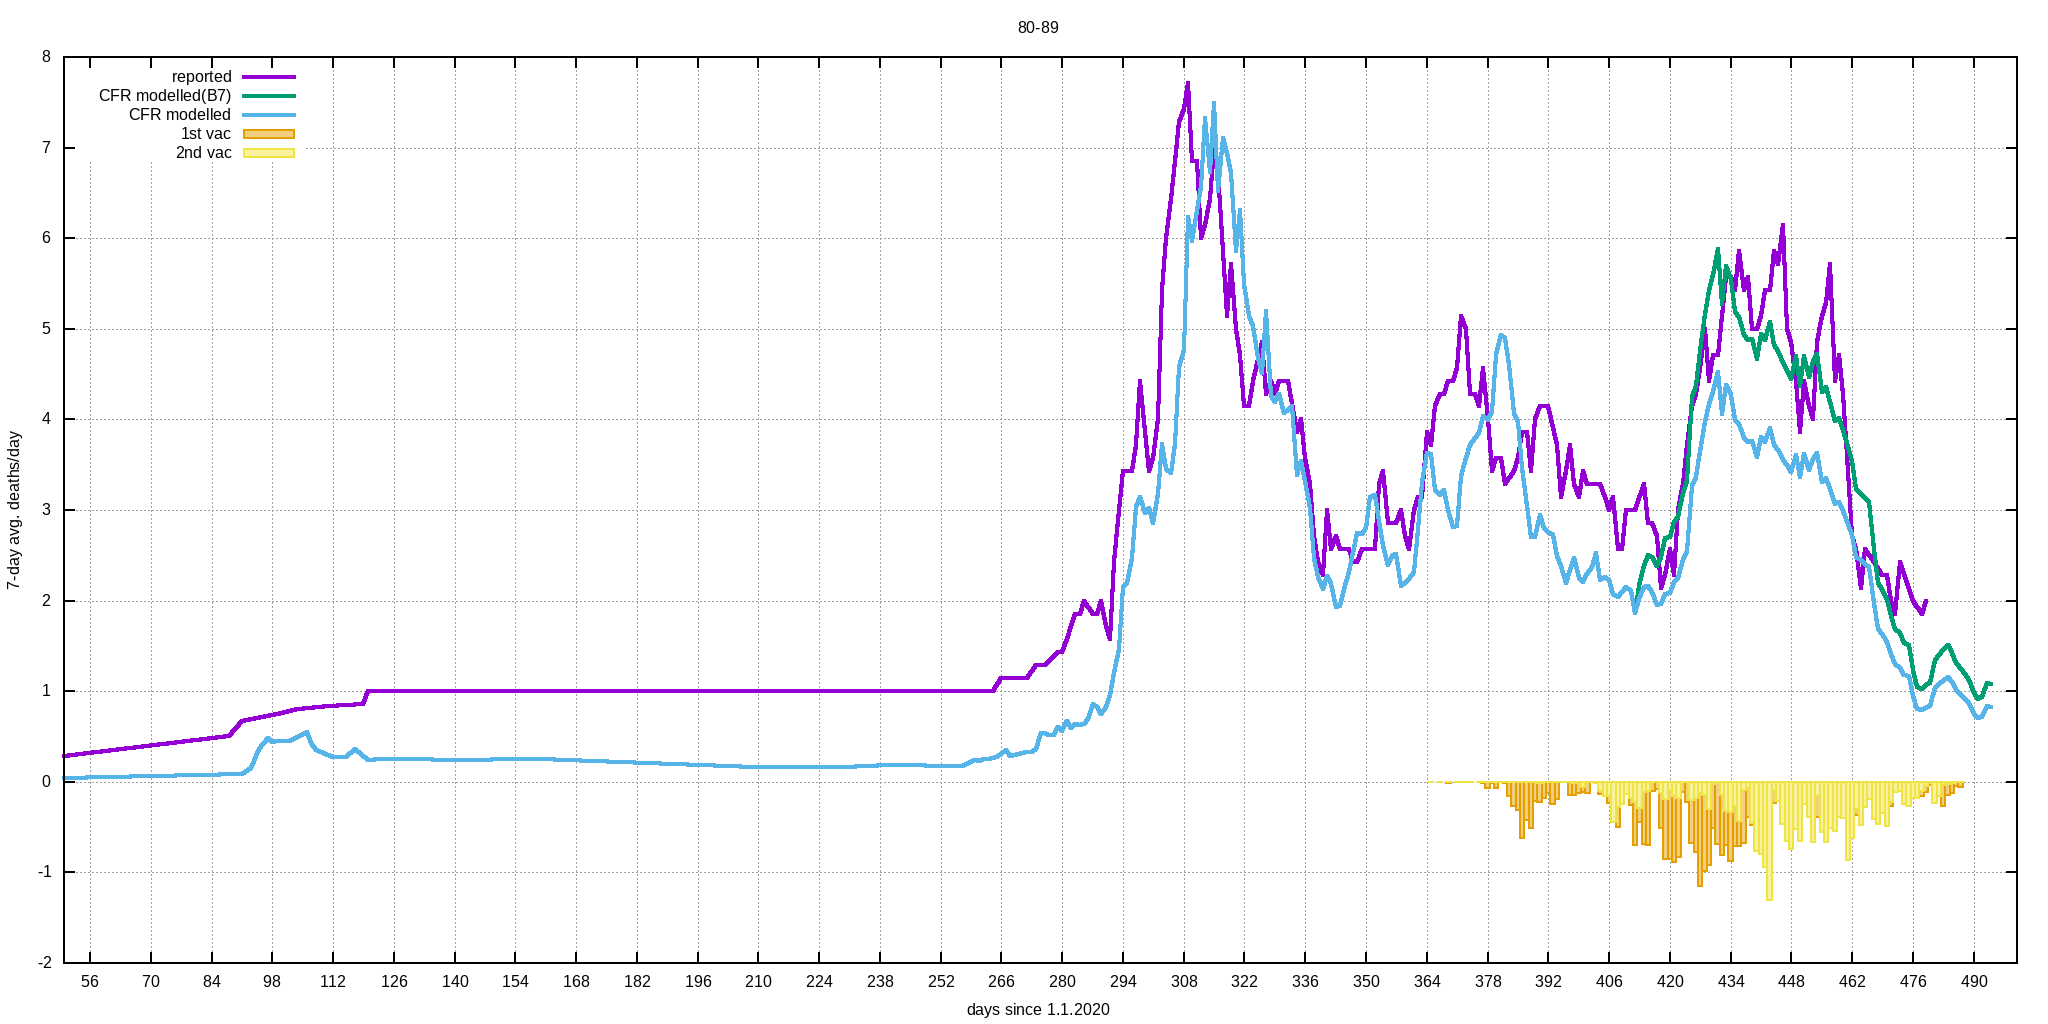 80-89
reported
CFR modelled(B7)
CFR modelled
1st vac
2nd vac
8
7
6
5
4
3
2
1
0
-1
-2
7-day avg. deaths/day
56 70 84 98 112 126 140 154 168 182 196 210 224 238 252 266 280 294 308 322 336 350 364 378 392 406 420 434 448 462 476 490
days since 1.1.2020